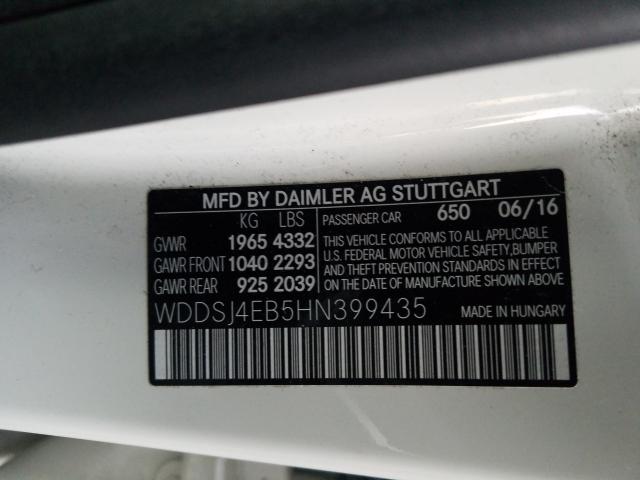 MFD BY DAIMLER AG STUTTGART
KG LBS PASSENGER CAR 650 06/16
GVWR 1965 4332
GAWR FRONT 1040 2293
GAWR REAR 925 2039
THIS VEHICLE CONFORMS TO ALL APPLICABLE
U.S. FEDERAL MOTOR VEHICLE SAFETY, BUMPER
AND THEFT PREVENTION STANDARDS IN EFFECT
ON THE DATE OF MANUFACTURE SHOWN ABOVE
WDDSJ4EB5HN399435 MADE IN HUNGARY